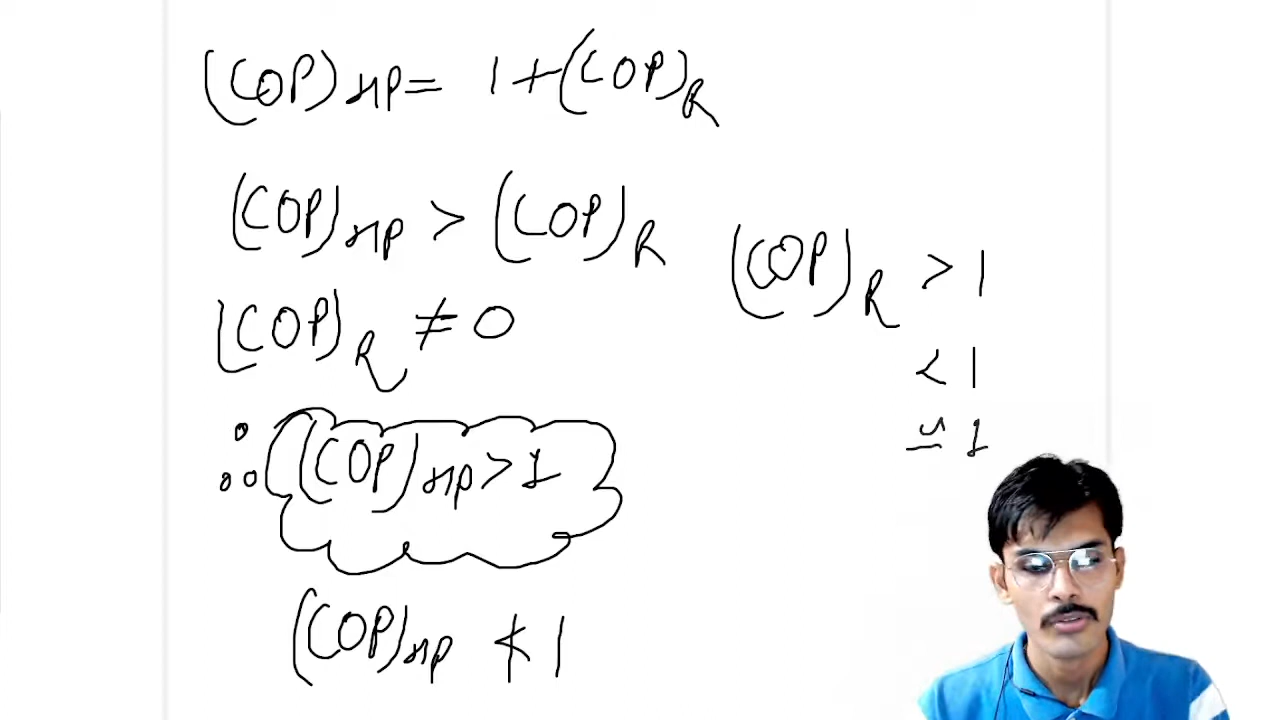 (COP)HP = 1+(COP)R
(COP)HP > (COP)R
(COP)R ≠ 0
∴ (COP)HP > 1
(COP)HP ≮ 1
(COP)R > 1
< 1
≃ 1